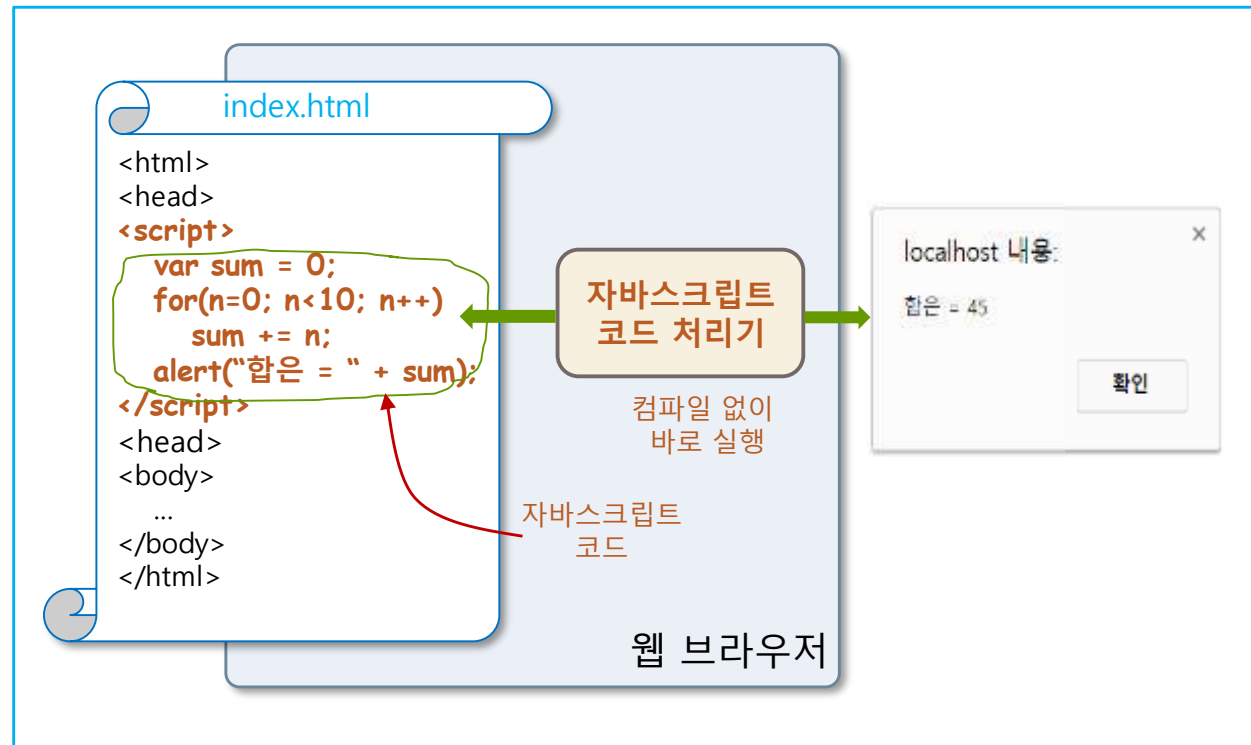 index.html
<html>
<head>
<script>
var sum = 0;
for(n=0; n<10; n++)
sum += n;
alert(“합은 = “ + sum);
</script>
<head>
<body>
...
</body>
</html>
자바스크립트
코드 처리기
컴파일 없이
바로 실행
자바스크립트
코드
웹 브라우저
localhost 내용:
×
합은 = 45
확인